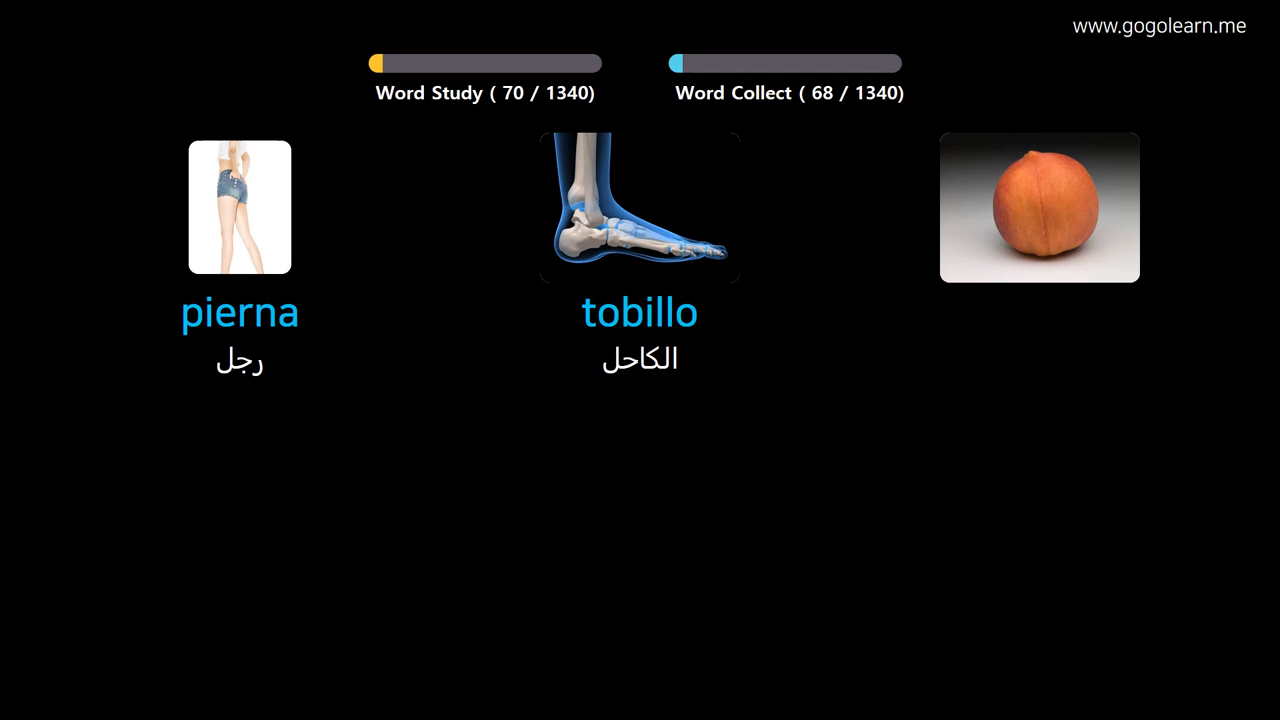 www.gogolearn.me
Word Study ( 70 / 1340)
Word Collect ( 68 / 1340)
pierna
رجل
tobillo
الكاحل